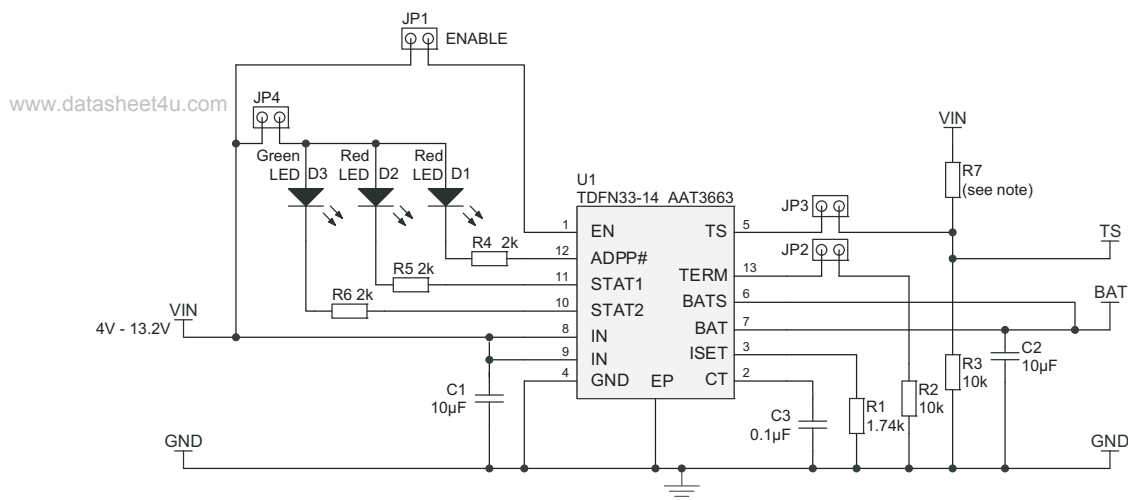 JP1
ENABLE
www.datasheet4u.com
JP4
VIN
Green
LED
D3
Red
LED
D2
Red
LED
D1
R7
(see note)
U1
TDFN33-14 AAT3663
JP3
1
EN
TS
5
TS
R4 2k
12
ADPP#
JP2
R5 2k
11
STAT1
TERM
13
R6 2k
10
STAT2
BATS
6
BAT
VIN
4V - 13.2V
8
IN
BAT
7
9
IN
ISET
3
C2
10µF
4
GND
EP
CT
2
C1
10µF
R3
10k
R2
10k
R1
1.74k
C3
0.1µF
GND
GND